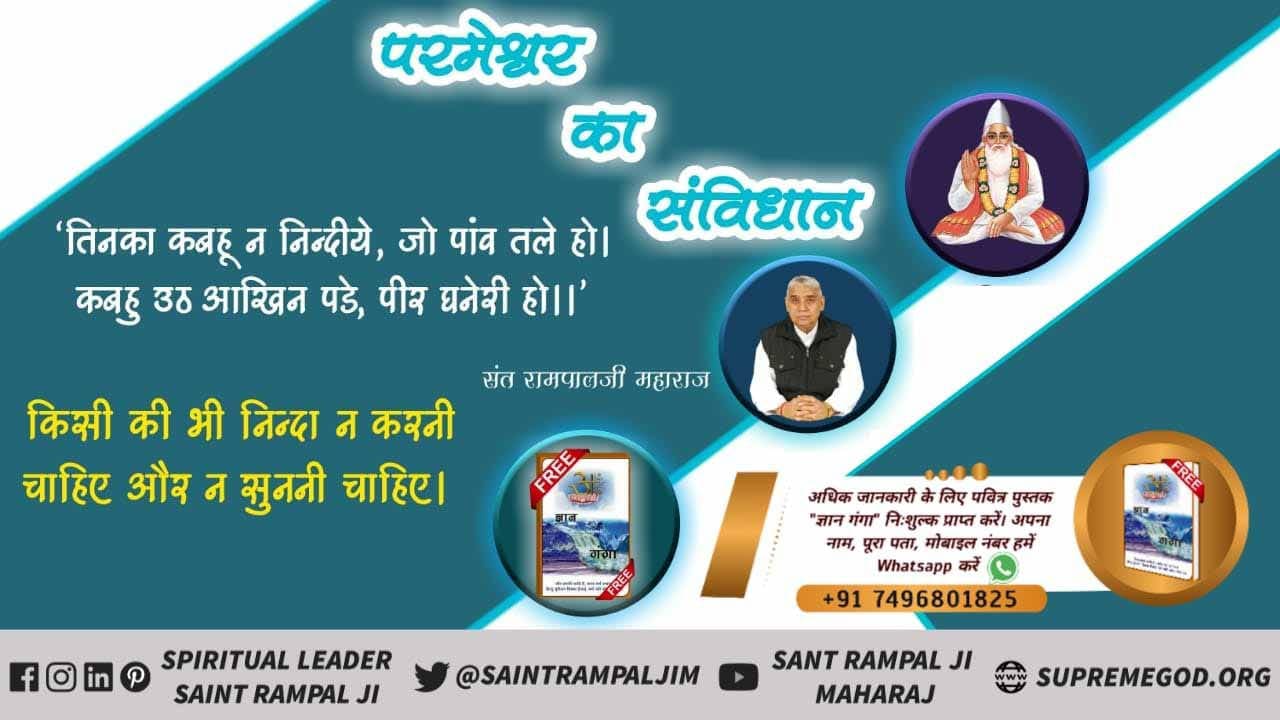 परमेश्वर
का
संविधान
‘तिनका कबहू न निन्दीये, जो पांव तले हो।
कबहु उठ आखिन पडे, पीर घनेरी हो।।’
संत रामपालजी महाराज
किसी की भी निन्दा न करनी
चाहिए और न सुननी चाहिए।
FREE
ज्ञान
गंगा
FREE
अधिक जानकारी के लिए पवित्र पुस्तक
"ज्ञान गंगा" निःशुल्क प्राप्त करें। अपना
नाम, पूरा पता, मोबाइल नंबर हमें
Whatsapp करें
+91 7496801825
FREE
ज्ञान
गंगा
SPIRITUAL LEADER
SAINT RAMPAL JI
@SAINTRAMPALJIM
SANT RAMPAL JI
MAHARAJ
SUPREMEGOD.ORG